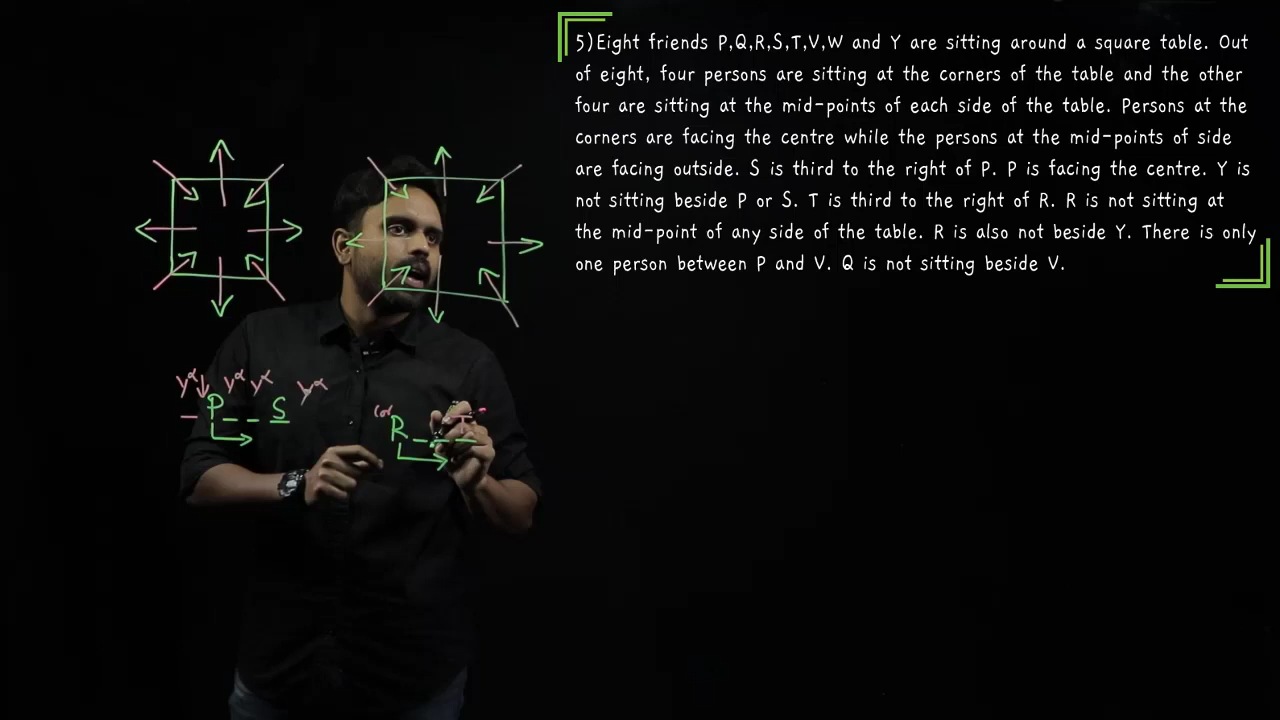 5)Eight friends P,Q,R,S,T,V,W and Y are sitting around a square table. Out
of eight, four persons are sitting at the corners of the table and the other
four are sitting at the mid-points of each side of the table. Persons at the
corners are facing the centre while the persons at the mid-points of side
are facing outside. S is third to the right of P. P is facing the centre. Y is
not sitting beside P or S. T is third to the right of R. R is not sitting at
the mid-point of any side of the table. R is also not beside Y. There is only
one person between P and V. Q is not sitting beside V.
Y Y Y Y
P _ _ S
R _ _